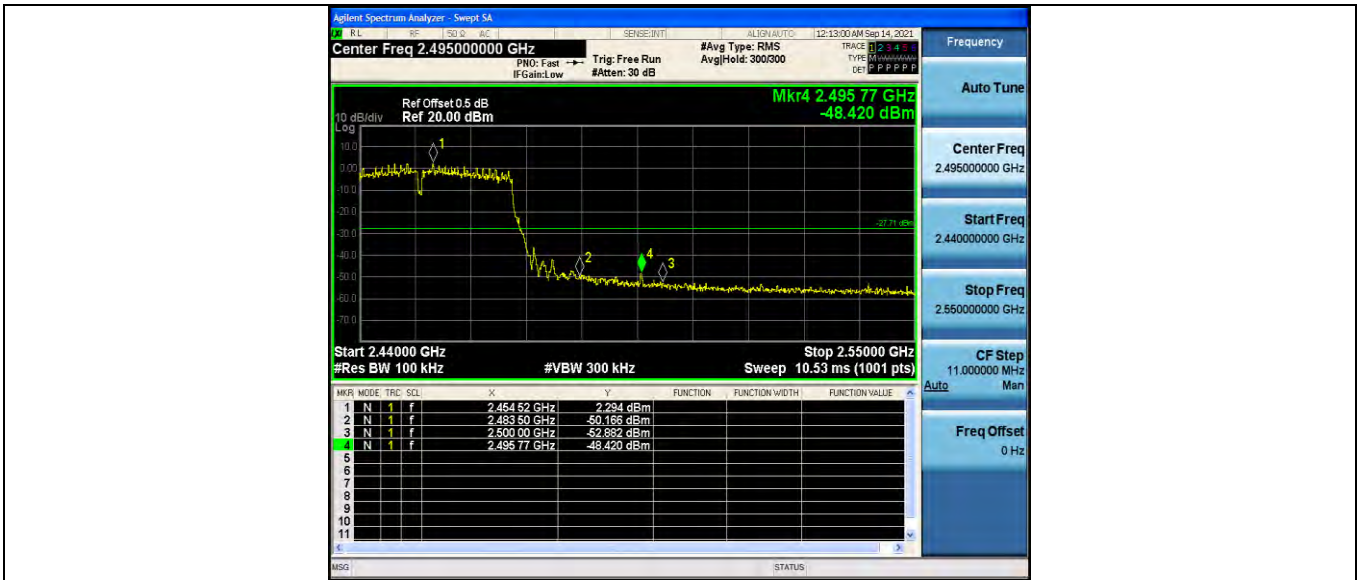 Agilent Spectrum Analyzer - Swept SA
RL RF 50 Ω AC SENSE:INT ALIGN AUTO 12:13:00 AM Sep 14, 2021
Center Freq 2.495000000 GHz
PNO: Fast
IFGain:Low
Trig: Free Run
#Atten: 30 dB
#Avg Type: RMS
Avg|Hold: 300/300
TRACE 1 2 3 4 5 6
TYPE M
DET P P P P P P
Ref Offset 0.5 dB
10 dB/div Ref 20.00 dBm
Log
Mkr4 2.495 77 GHz
-48.420 dBm
10.0
0.00
-10.0
-20.0
-30.0
-40.0
-50.0
-60.0
-70.0
1
2
4
3
-27.71 dBm
Start 2.44000 GHz Stop 2.55000 GHz
#Res BW 100 kHz #VBW 300 kHz Sweep 10.53 ms (1001 pts)
MKR MODE TRC SCL X Y FUNCTION FUNCTION WIDTH FUNCTION VALUE
1 N 1 f 2.454 52 GHz 2.294 dBm
2 N 1 f 2.483 50 GHz -50.166 dBm
3 N 1 f 2.500 00 GHz -52.882 dBm
4 N 1 f 2.495 77 GHz -48.420 dBm
5
6
7
8
9
10
11
MSG STATUS
Frequency
Auto Tune
Center Freq
2.495000000 GHz
Start Freq
2.440000000 GHz
Stop Freq
2.550000000 GHz
CF Step
11.000000 MHz
Auto Man
Freq Offset
0 Hz